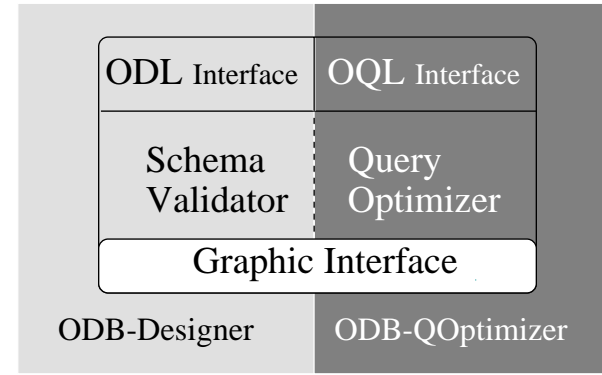 ODL Interface
OQL Interface
Schema
Validator
Query
Optimizer
Graphic Interface
ODB-Designer
ODB-QOptimizer